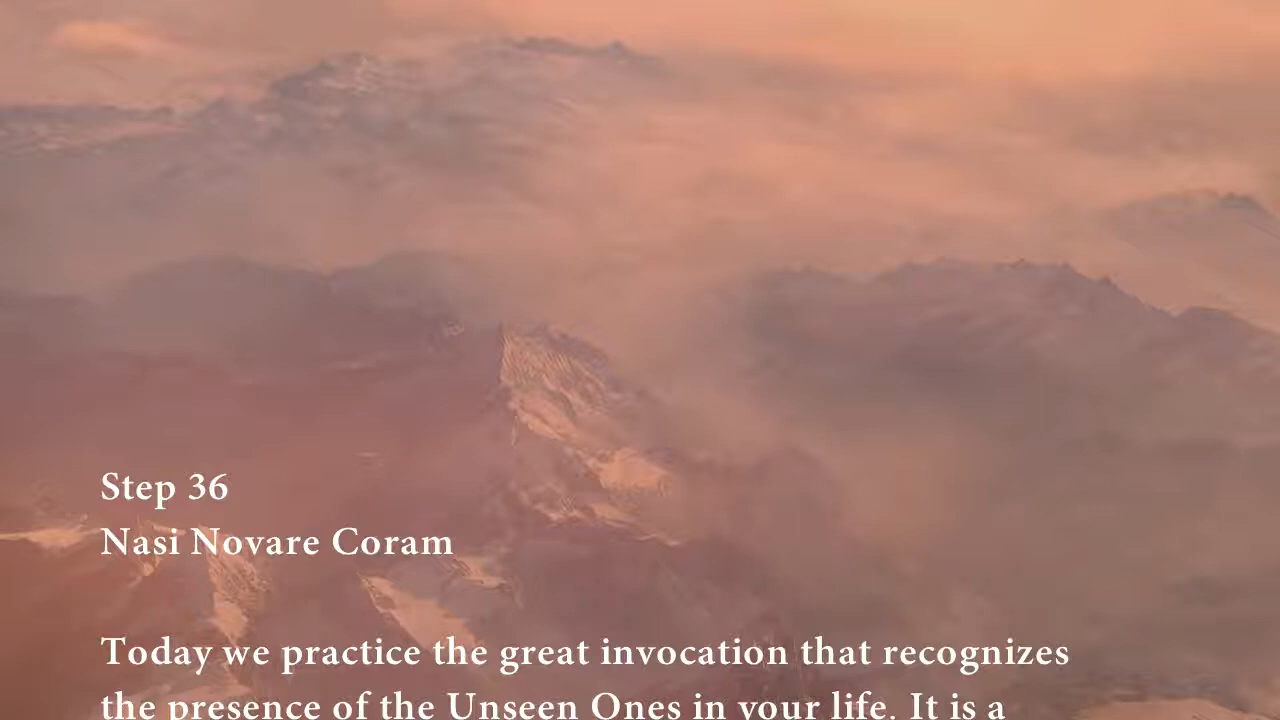 Step 36
Nasi Novare Coram
Today we practice the great invocation that recognizes
the presence of the Unseen Ones in your life. It is a